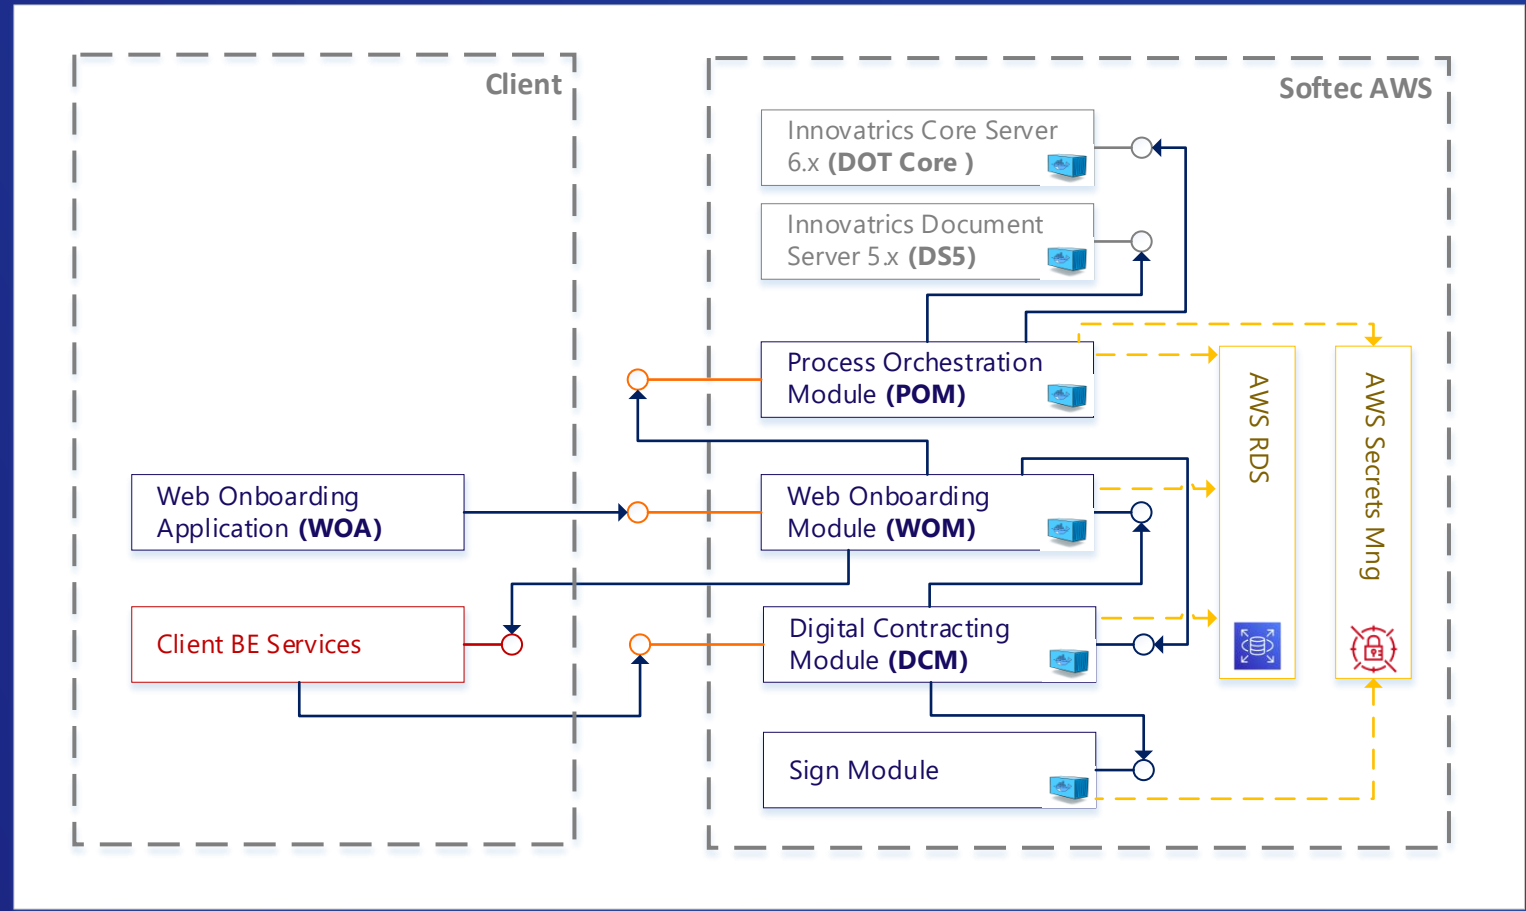 Client
Softec AWS
Innovatrics Core Server
6.x (DOT Core )
Innovatrics Document
Server 5.x (DS5)
Process Orchestration
Module (POM)
Web Onboarding
Application (WOA)
Web Onboarding
Module (WOM)
Client BE Services
Digital Contracting
Module (DCM)
Sign Module
AWS RDS
AWS Secrets Mng